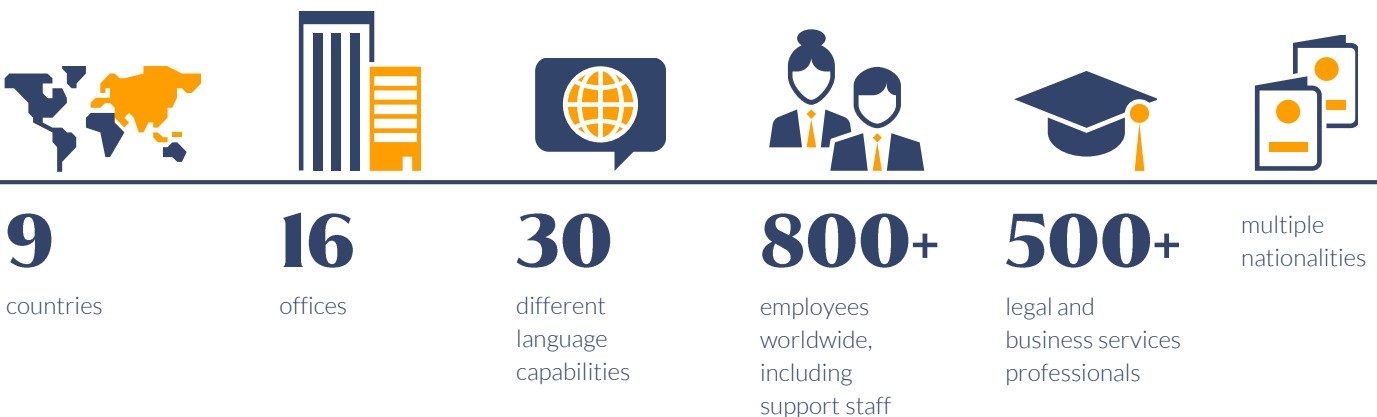 9
countries
16
offices
30
different
language
capabilities
800+
employees
worldwide,
including
support staff
500+
legal and
business services
professionals
multiple
nationalities